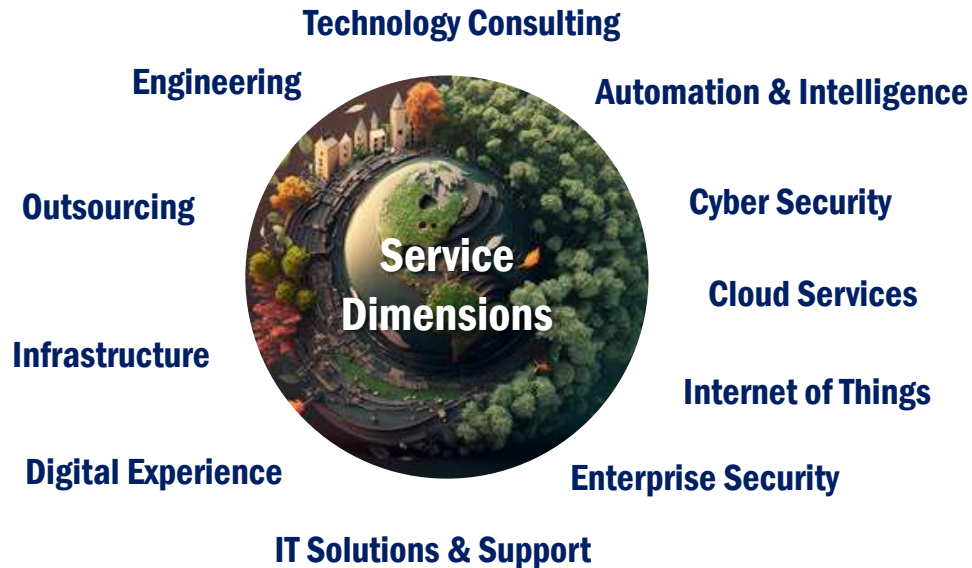 Technology Consulting
Engineering
Automation & Intelligence
Outsourcing
Cyber Security
Service
Dimensions
Cloud Services
Infrastructure
Internet of Things
Digital Experience
Enterprise Security
IT Solutions & Support